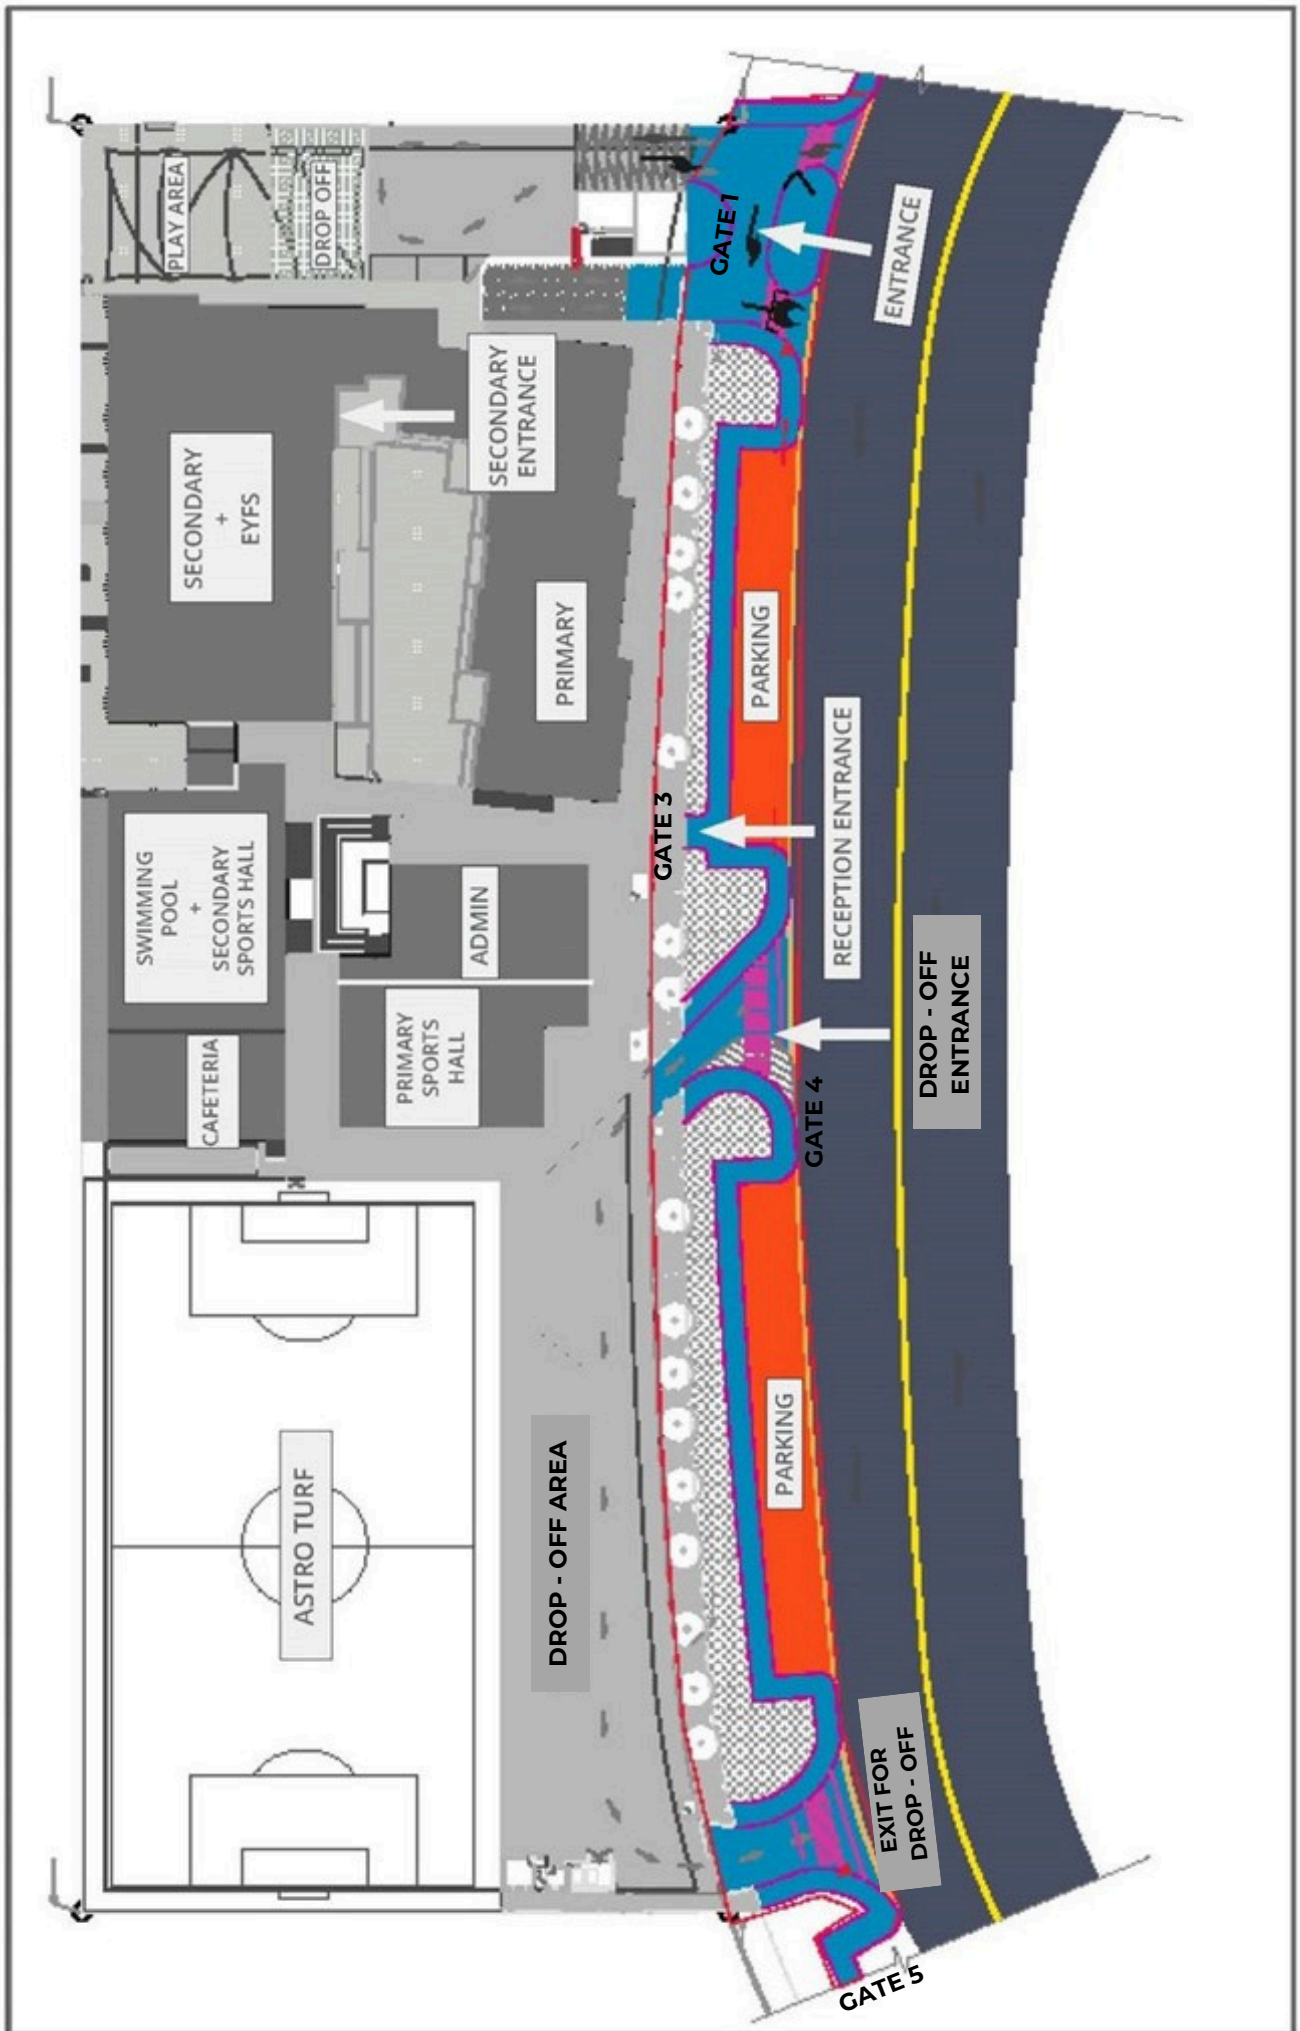 PLAY AREA
DROP OFF
GATE 1
ENTRANCE
SECONDARY
+
EYFS
SECONDARY
ENTRANCE
PRIMARY
PARKING
GATE 3
RECEPTION ENTRANCE
SWIMMING
POOL
+
SECONDARY
SPORTS HALL
ADMIN
CAFETERIA
PRIMARY
SPORTS
HALL
GATE 4
DROP - OFF
ENTRANCE
ASTRO TURF
DROP - OFF AREA
PARKING
EXIT FOR
DROP - OFF
GATE 5